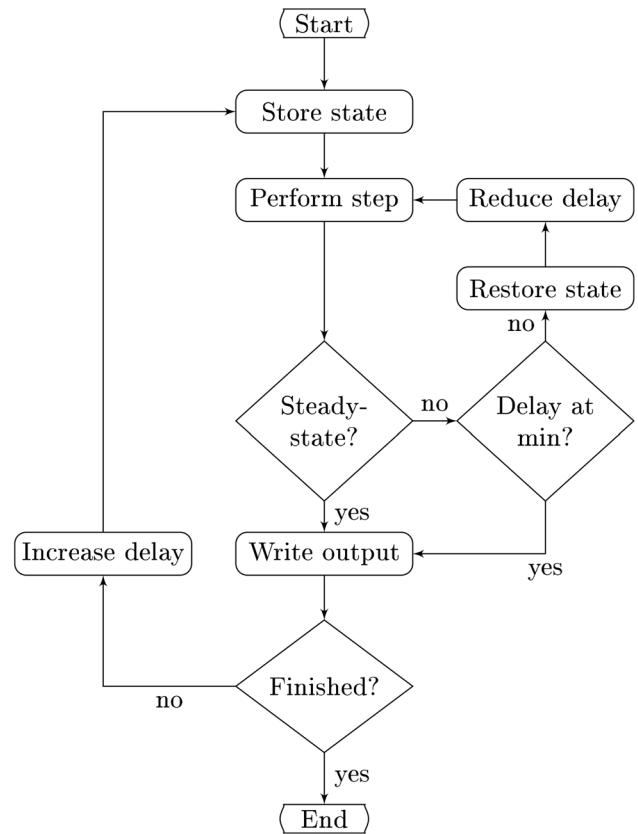 Start
Store state
Perform step
Reduce delay
Restore state
no
Steady-
state?
no
Delay at
min?
yes
Increase delay
Write output
yes
Finished?
no
yes
End